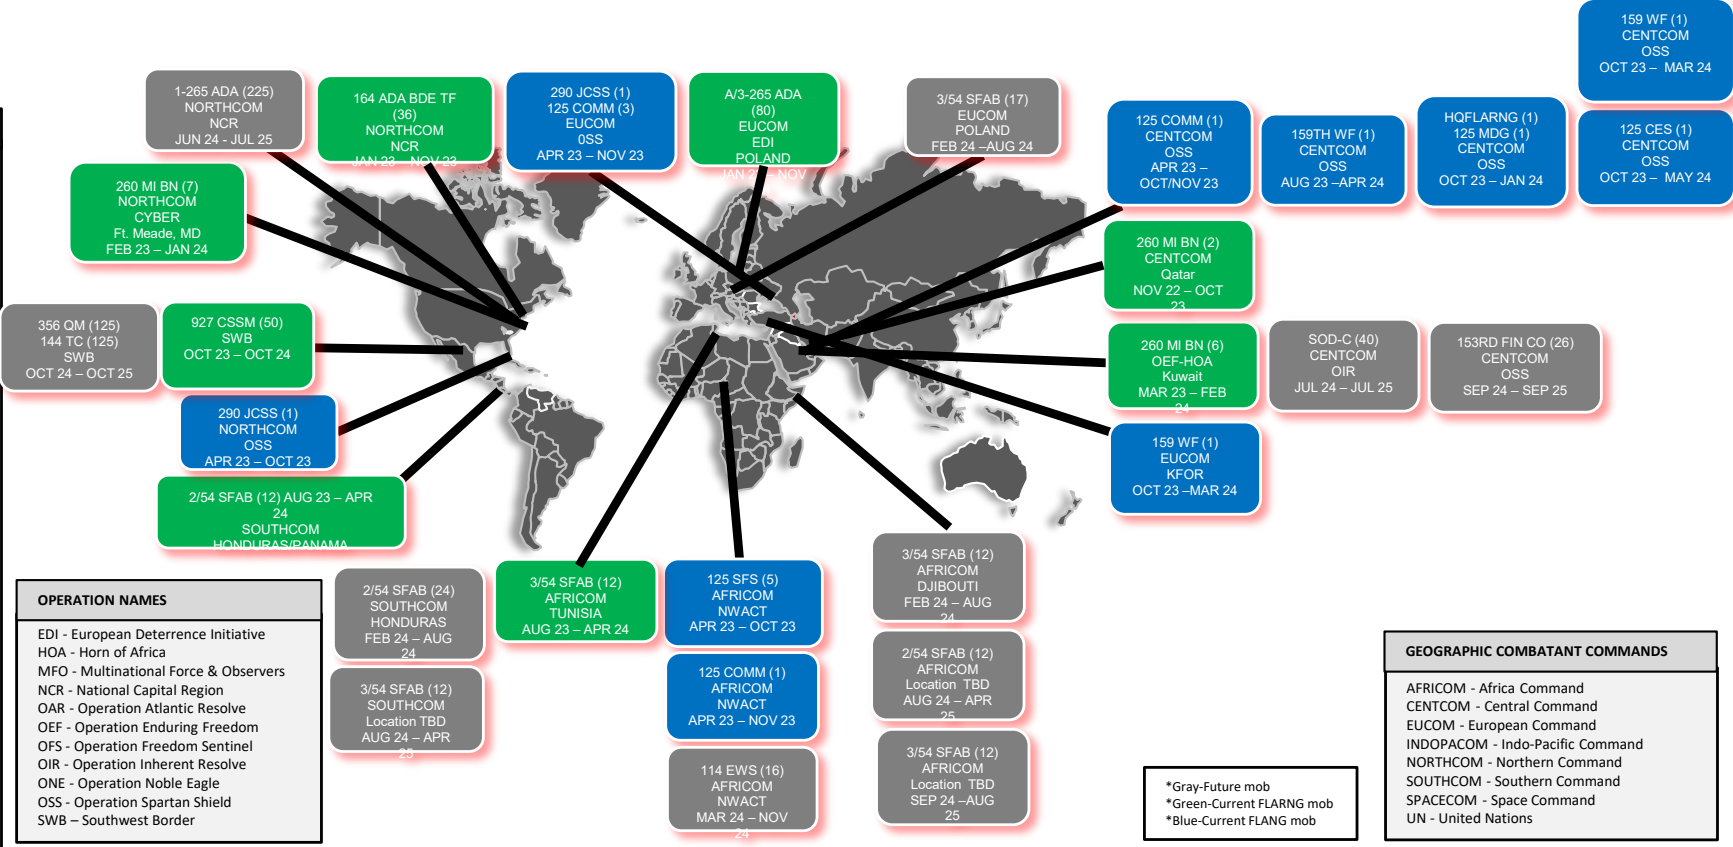 159 WF (1)
CENTCOM
OSS
OCT 23 – MAR 24
1-265 ADA (225)
NORTHCOM
NCR
JUN 24 - JUL 25
164 ADA BDE TF
(36)
NORTHCOM
NCR
JAN 23 – NOV 23
290 JCSS (1)
125 COMM (3)
EUCOM
0SS
APR 23 – NOV 23
A/3-265 ADA
(80)
EUCOM
EDI
POLAND
JAN 23 – NOV
3/54 SFAB (17)
EUCOM
POLAND
FEB 24 –AUG 24
125 COMM (1)
CENTCOM
OSS
APR 23 –
OCT/NOV 23
159TH WF (1)
CENTCOM
OSS
AUG 23 –APR 24
HQFLARNG (1)
125 MDG (1)
CENTCOM
OSS
OCT 23 – JAN 24
125 CES (1)
CENTCOM
OSS
OCT 23 – MAY 24
260 MI BN (7)
NORTHCOM
CYBER
Ft. Meade, MD
FEB 23 – JAN 24
260 MI BN (2)
CENTCOM
Qatar
NOV 22 – OCT
23
356 QM (125)
144 TC (125)
SWB
OCT 24 – OCT 25
927 CSSM (50)
SWB
OCT 23 – OCT 24
260 MI BN (6)
OEF-HOA
Kuwait
MAR 23 – FEB
24
SOD-C (40)
CENTCOM
OIR
JUL 24 – JUL 25
153RD FIN CO (26)
CENTCOM
OSS
SEP 24 – SEP 25
290 JCSS (1)
NORTHCOM
OSS
APR 23 – OCT 23
159 WF (1)
EUCOM
KFOR
OCT 23 –MAR 24
2/54 SFAB (12) AUG 23 – APR
24
SOUTHCOM
HONDURAS/PANAMA
2/54 SFAB (24)
SOUTHCOM
HONDURAS
FEB 24 – AUG
24
3/54 SFAB (12)
AFRICOM
TUNISIA
AUG 23 – APR 24
125 SFS (5)
AFRICOM
NWACT
APR 23 – OCT 23
3/54 SFAB (12)
AFRICOM
DJIBOUTI
FEB 24 – AUG
24
3/54 SFAB (12)
SOUTHCOM
Location TBD
AUG 24 – APR
25
125 COMM (1)
AFRICOM
NWACT
APR 23 – NOV 23
2/54 SFAB (12)
AFRICOM
Location TBD
AUG 24 – APR
25
114 EWS (16)
AFRICOM
NWACT
MAR 24 – NOV
24
3/54 SFAB (12)
AFRICOM
Location TBD
SEP 24 –AUG
25
OPERATION NAMES
EDI - European Deterrence Initiative
HOA - Horn of Africa
MFO - Multinational Force & Observers
NCR - National Capital Region
OAR - Operation Atlantic Resolve
OEF - Operation Enduring Freedom
OFS - Operation Freedom Sentinel
OIR - Operation Inherent Resolve
ONE - Operation Noble Eagle
OSS - Operation Spartan Shield
SWB – Southwest Border
*Gray-Future mob
*Green-Current FLARNG mob
*Blue-Current FLANG mob
GEOGRAPHIC COMBATANT COMMANDS
AFRICOM - Africa Command
CENTCOM - Central Command
EUCOM - European Command
INDOPACOM - Indo-Pacific Command
NORTHCOM - Northern Command
SOUTHCOM - Southern Command
SPACECOM - Space Command
UN - United Nations